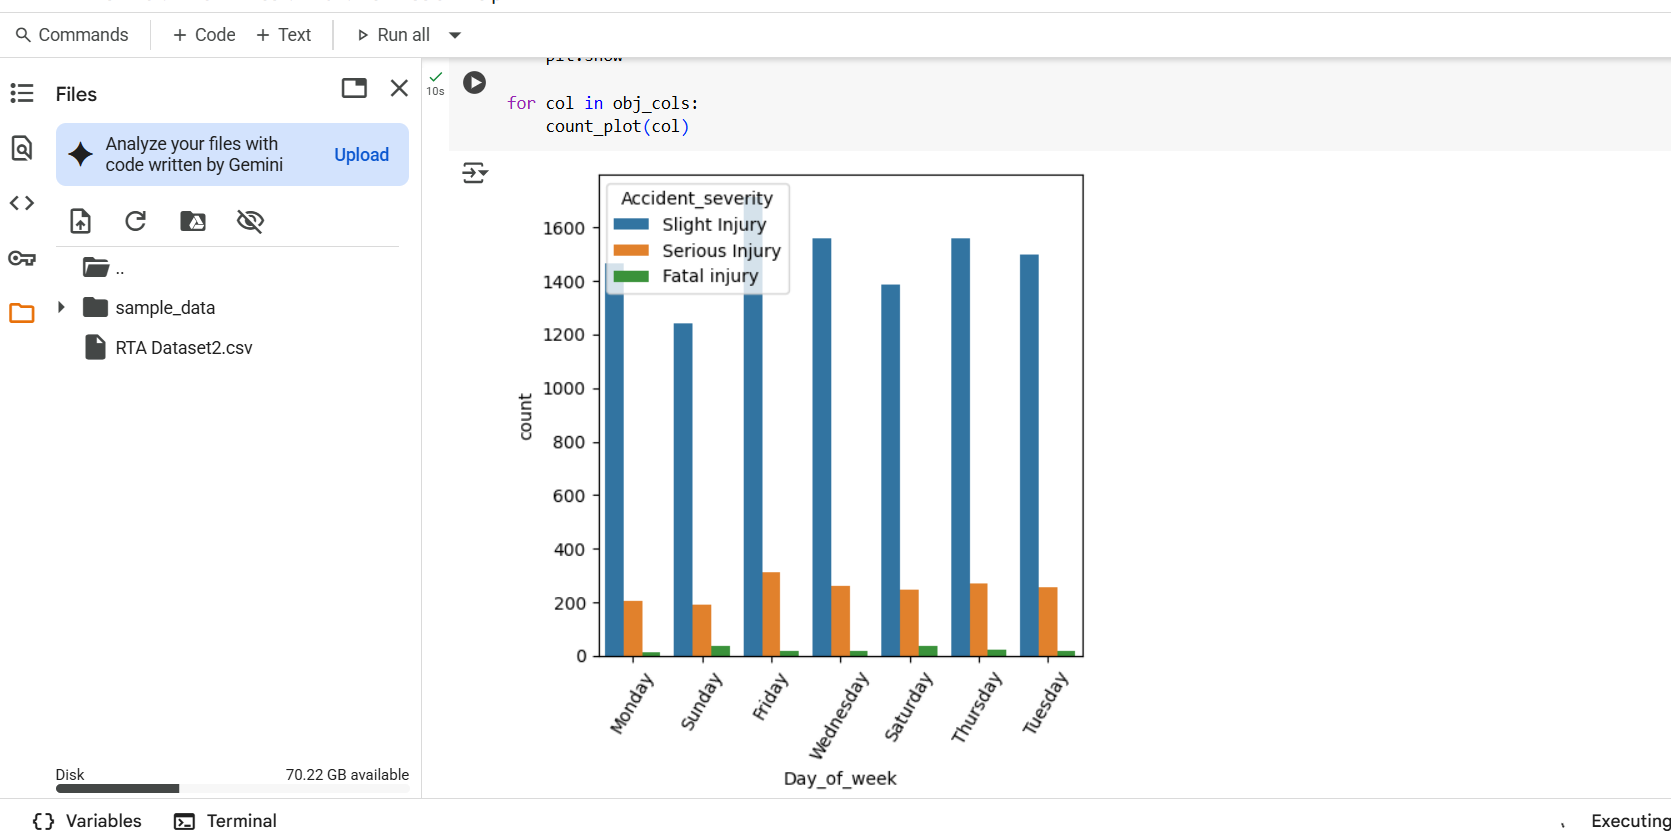 Commands
+ Code
+ Text
Run all
Files
Analyze your files with
code written by Gemini
Upload
..
sample_data
RTA Dataset2.csv
Disk
70.22 GB available
10s
plt.show
for col in obj_cols:
count_plot(col)
Accident_severity
Slight Injury
Serious Injury
Fatal injury
1600
1400
1200
1000
800
600
400
200
0
count
Monday
Sunday
Friday
Wednesday
Saturday
Thursday
Tuesday
Day_of_week
Variables
Terminal
Executing